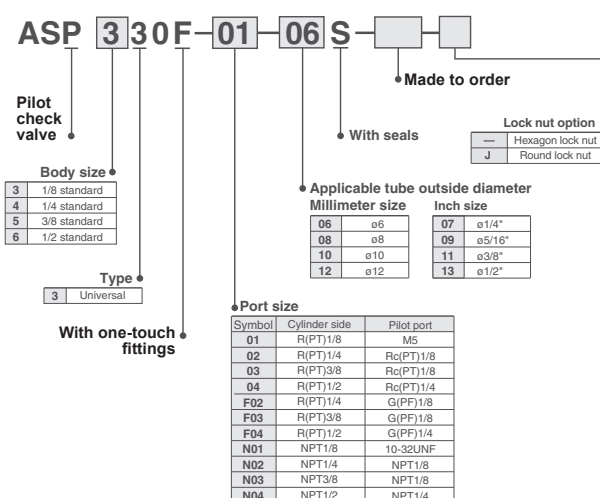 ASP 3 3 0 F - 01 - 06 S -  - 
Made to order
Pilot
check
valve
With seals
Lock nut option
— Hexagon lock nut
J Round lock nut
Body size
3 1/8 standard
4 1/4 standard
5 3/8 standard
6 1/2 standard
Applicable tube outside diameter
Millimeter size Inch size
06 ø6 07 ø1/4"
08 ø8 09 ø5/16"
10 ø10 11 ø3/8"
12 ø12 13 ø1/2"
Type
3 Universal
With one-touch
fittings
Port size
Symbol Cylinder side Pilot port
01 R(PT)1/8 M5
02 R(PT)1/4 Rc(PT)1/8
03 R(PT)3/8 Rc(PT)1/8
04 R(PT)1/2 Rc(PT)1/4
F02 R(PT)1/4 G(PF)1/8
F03 R(PT)3/8 G(PF)1/8
F04 R(PT)1/2 G(PF)1/4
N01 NPT1/8 10-32UNF
N02 NPT1/4 NPT1/8
N03 NPT3/8 NPT1/8
N04 NPT1/2 NPT1/4